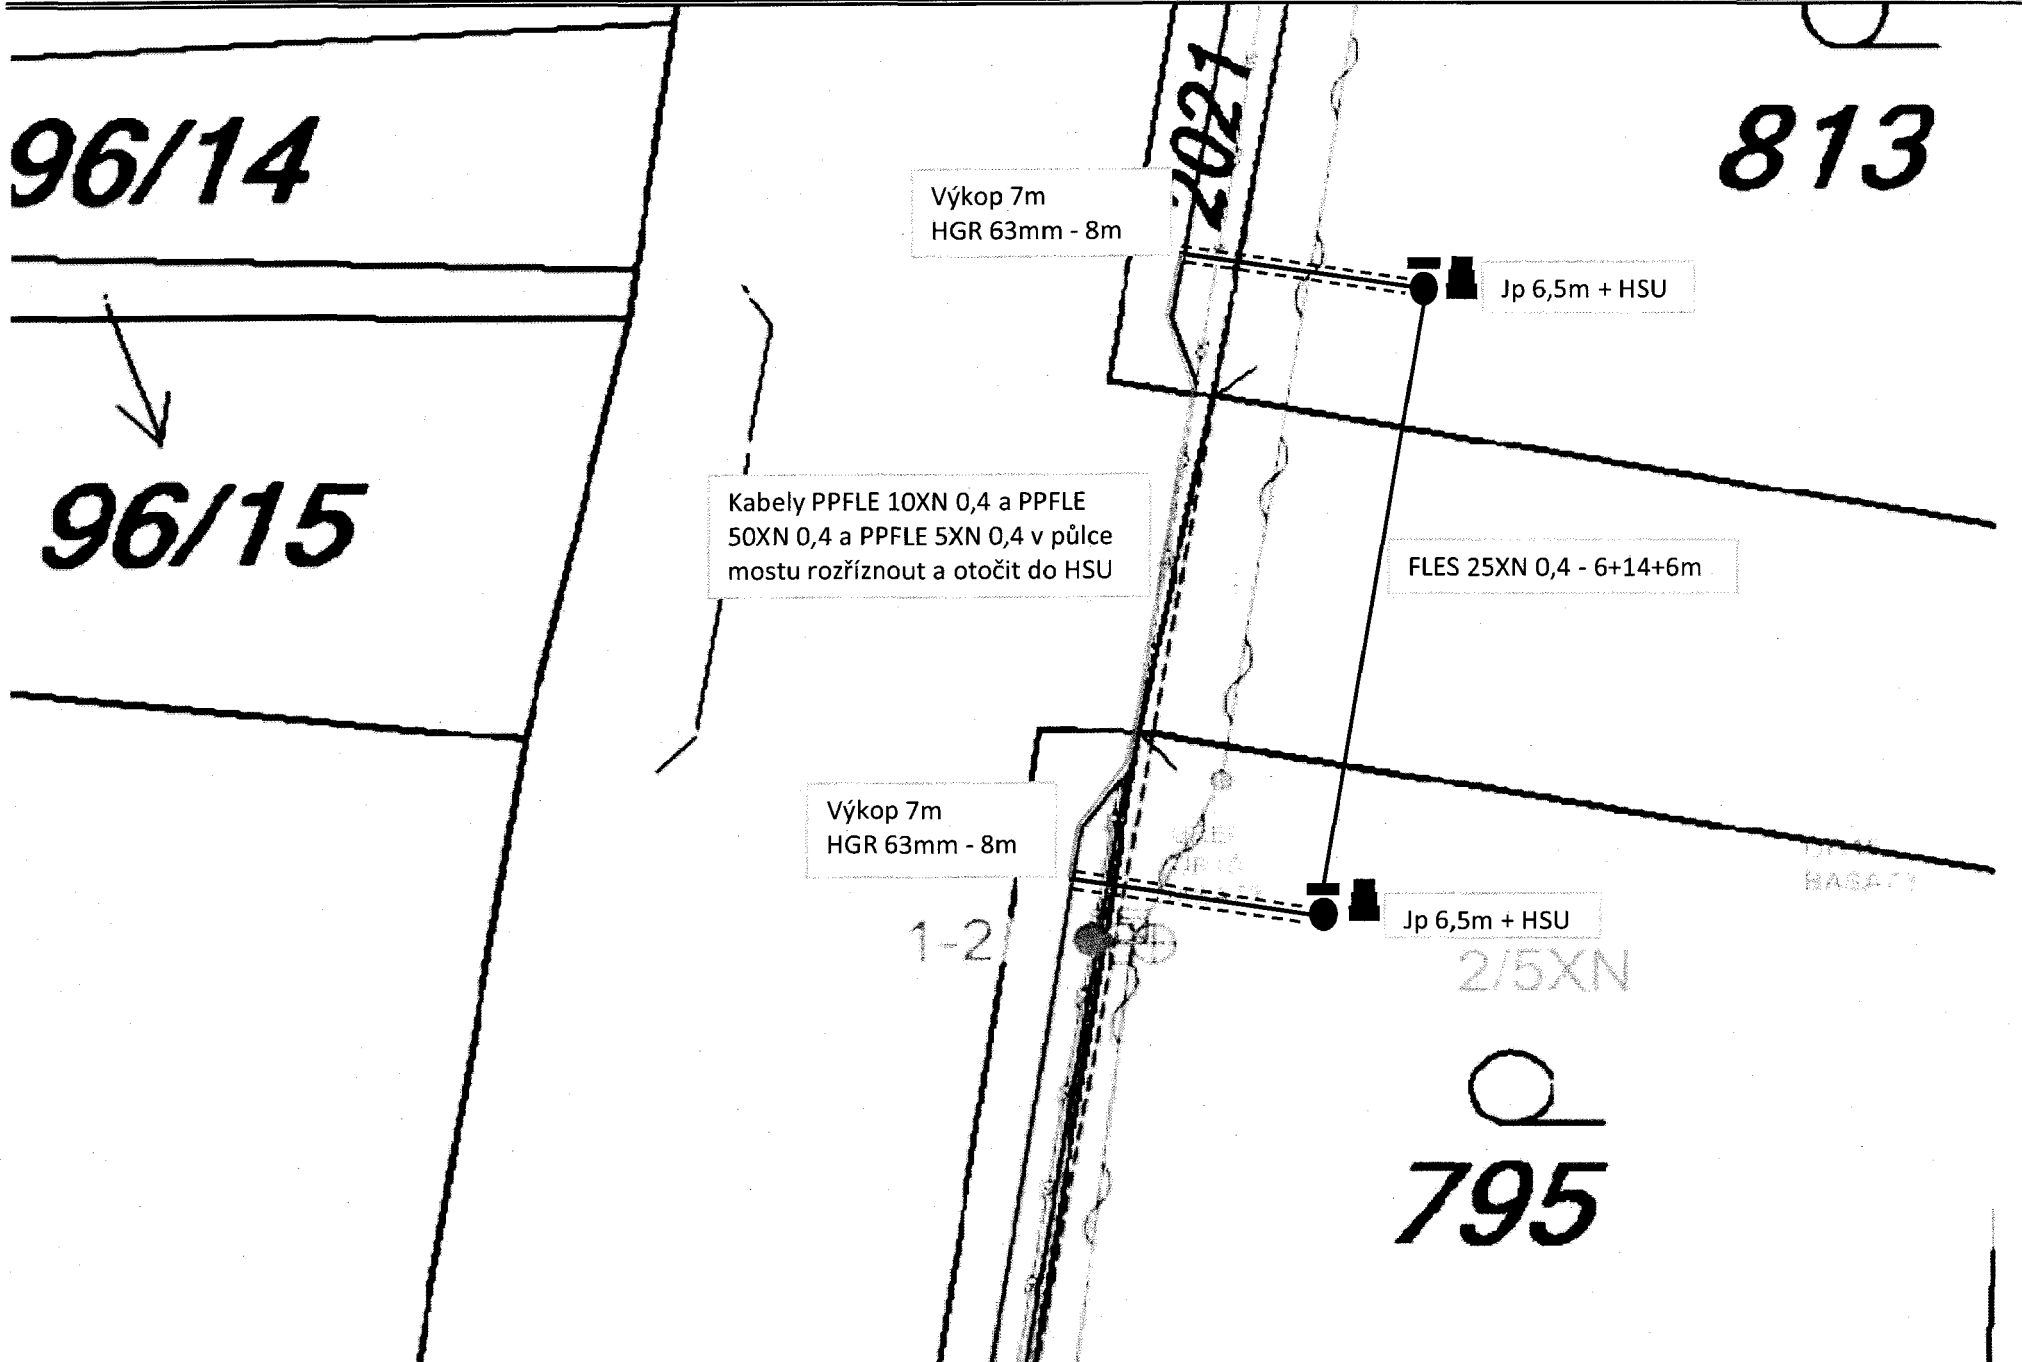 2021
96/14
813
Výkop 7m
HGR 63mm - 8m
Jp 6,5m + HSU
96/15
Kabely PPFLE 10XN 0,4 a PPFLE
50XN 0,4 a PPFLE 5XN 0,4 v půlce
mostu rozříznout a otočit do HSU
FLES 25XN 0,4 - 6+14+6m
Výkop 7m
HGR 63mm - 8m
Jp 6,5m + HSU
1-2
2/5XN
795